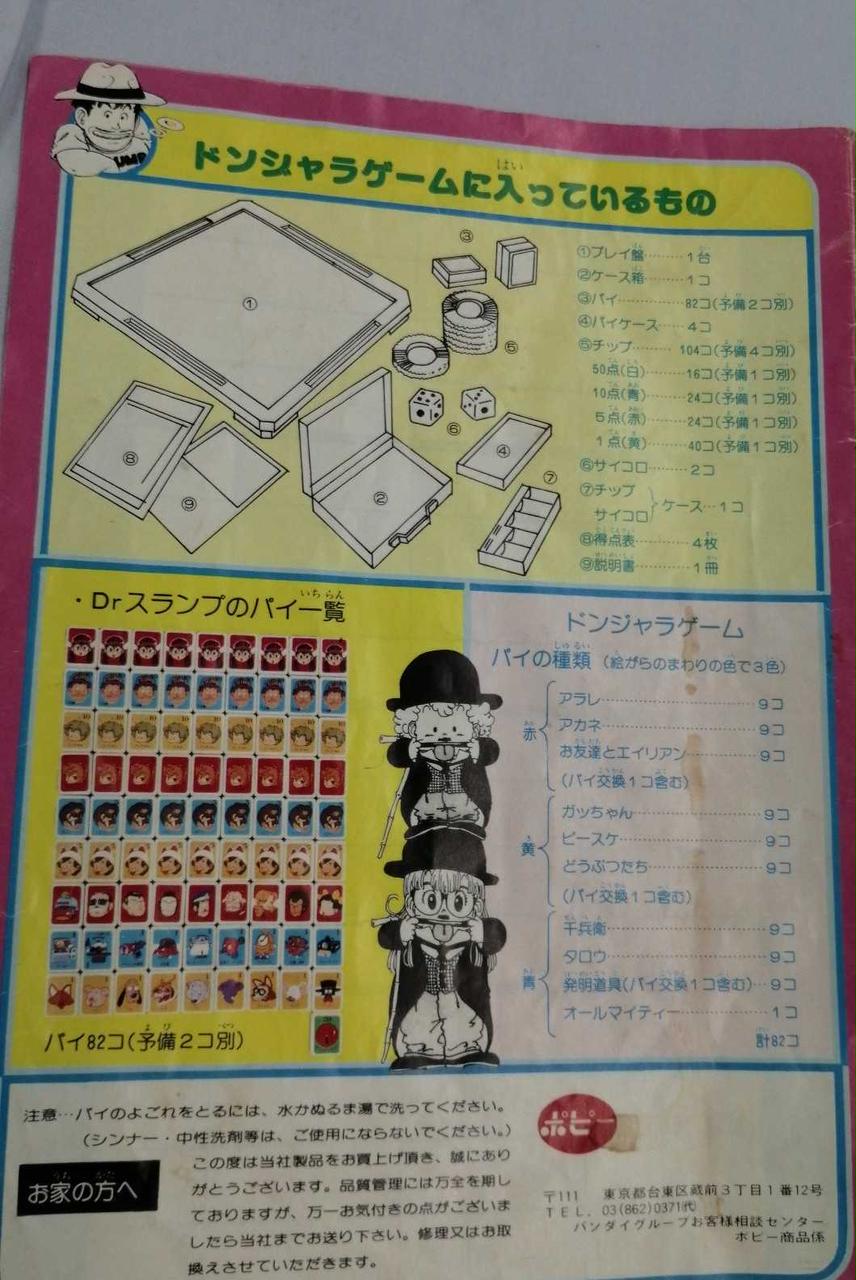 ドンジャラゲームに入っているもの
①プレイ盤………1台
②ケース箱………1コ
③パイ………82コ(予備2コ別)
④パイケース……4コ
⑤チップ………104コ(予備4コ別)
50点(白)………16コ(予備1コ別)
10点(青)………24コ(予備1コ別)
5点(赤)………24コ(予備1コ別)
1点(黄)………40コ(予備1コ別)
⑥サイコロ………2コ
⑦チップ
サイコロ}ケース…1コ
⑧得点表………4枚
⑨説明書………1冊
・Drスランプのパイ一覧
パイ82コ(予備2コ別)
ドンジャラゲーム
パイの種類(絵がらのまわりの色で3色)
赤
アラレ………9コ
アカネ………9コ
お友達とエイリアン………9コ
(パイ交換1コ含む)
黄
ガッちゃん………9コ
ピースケ………9コ
どうぶつたち………9コ
(パイ交換1コ含む)
青
千兵衛………9コ
タロウ………9コ
発明道具(パイ交換1コ含む)…9コ
オールマイティー………1コ
計82コ
注意…パイのよごれをとるには、水かぬるま湯で洗ってください。
(シンナー・中性洗剤等は、ご使用にならないでください。)
お家の方へ
この度は当社製品をお買上げ頂き、誠にあり
がとうございます。品質管理には万全を期し
ておりますが、万一お気付きの点がございま
したら当社までお送り下さい。修理又はお取
換えさせていただきます。
ポピー
〒111 東京都台東区蔵前3丁目1番12号
TEL. 03(862)0371㈹
バンダイグループお客様相談センター
ポピー商品係